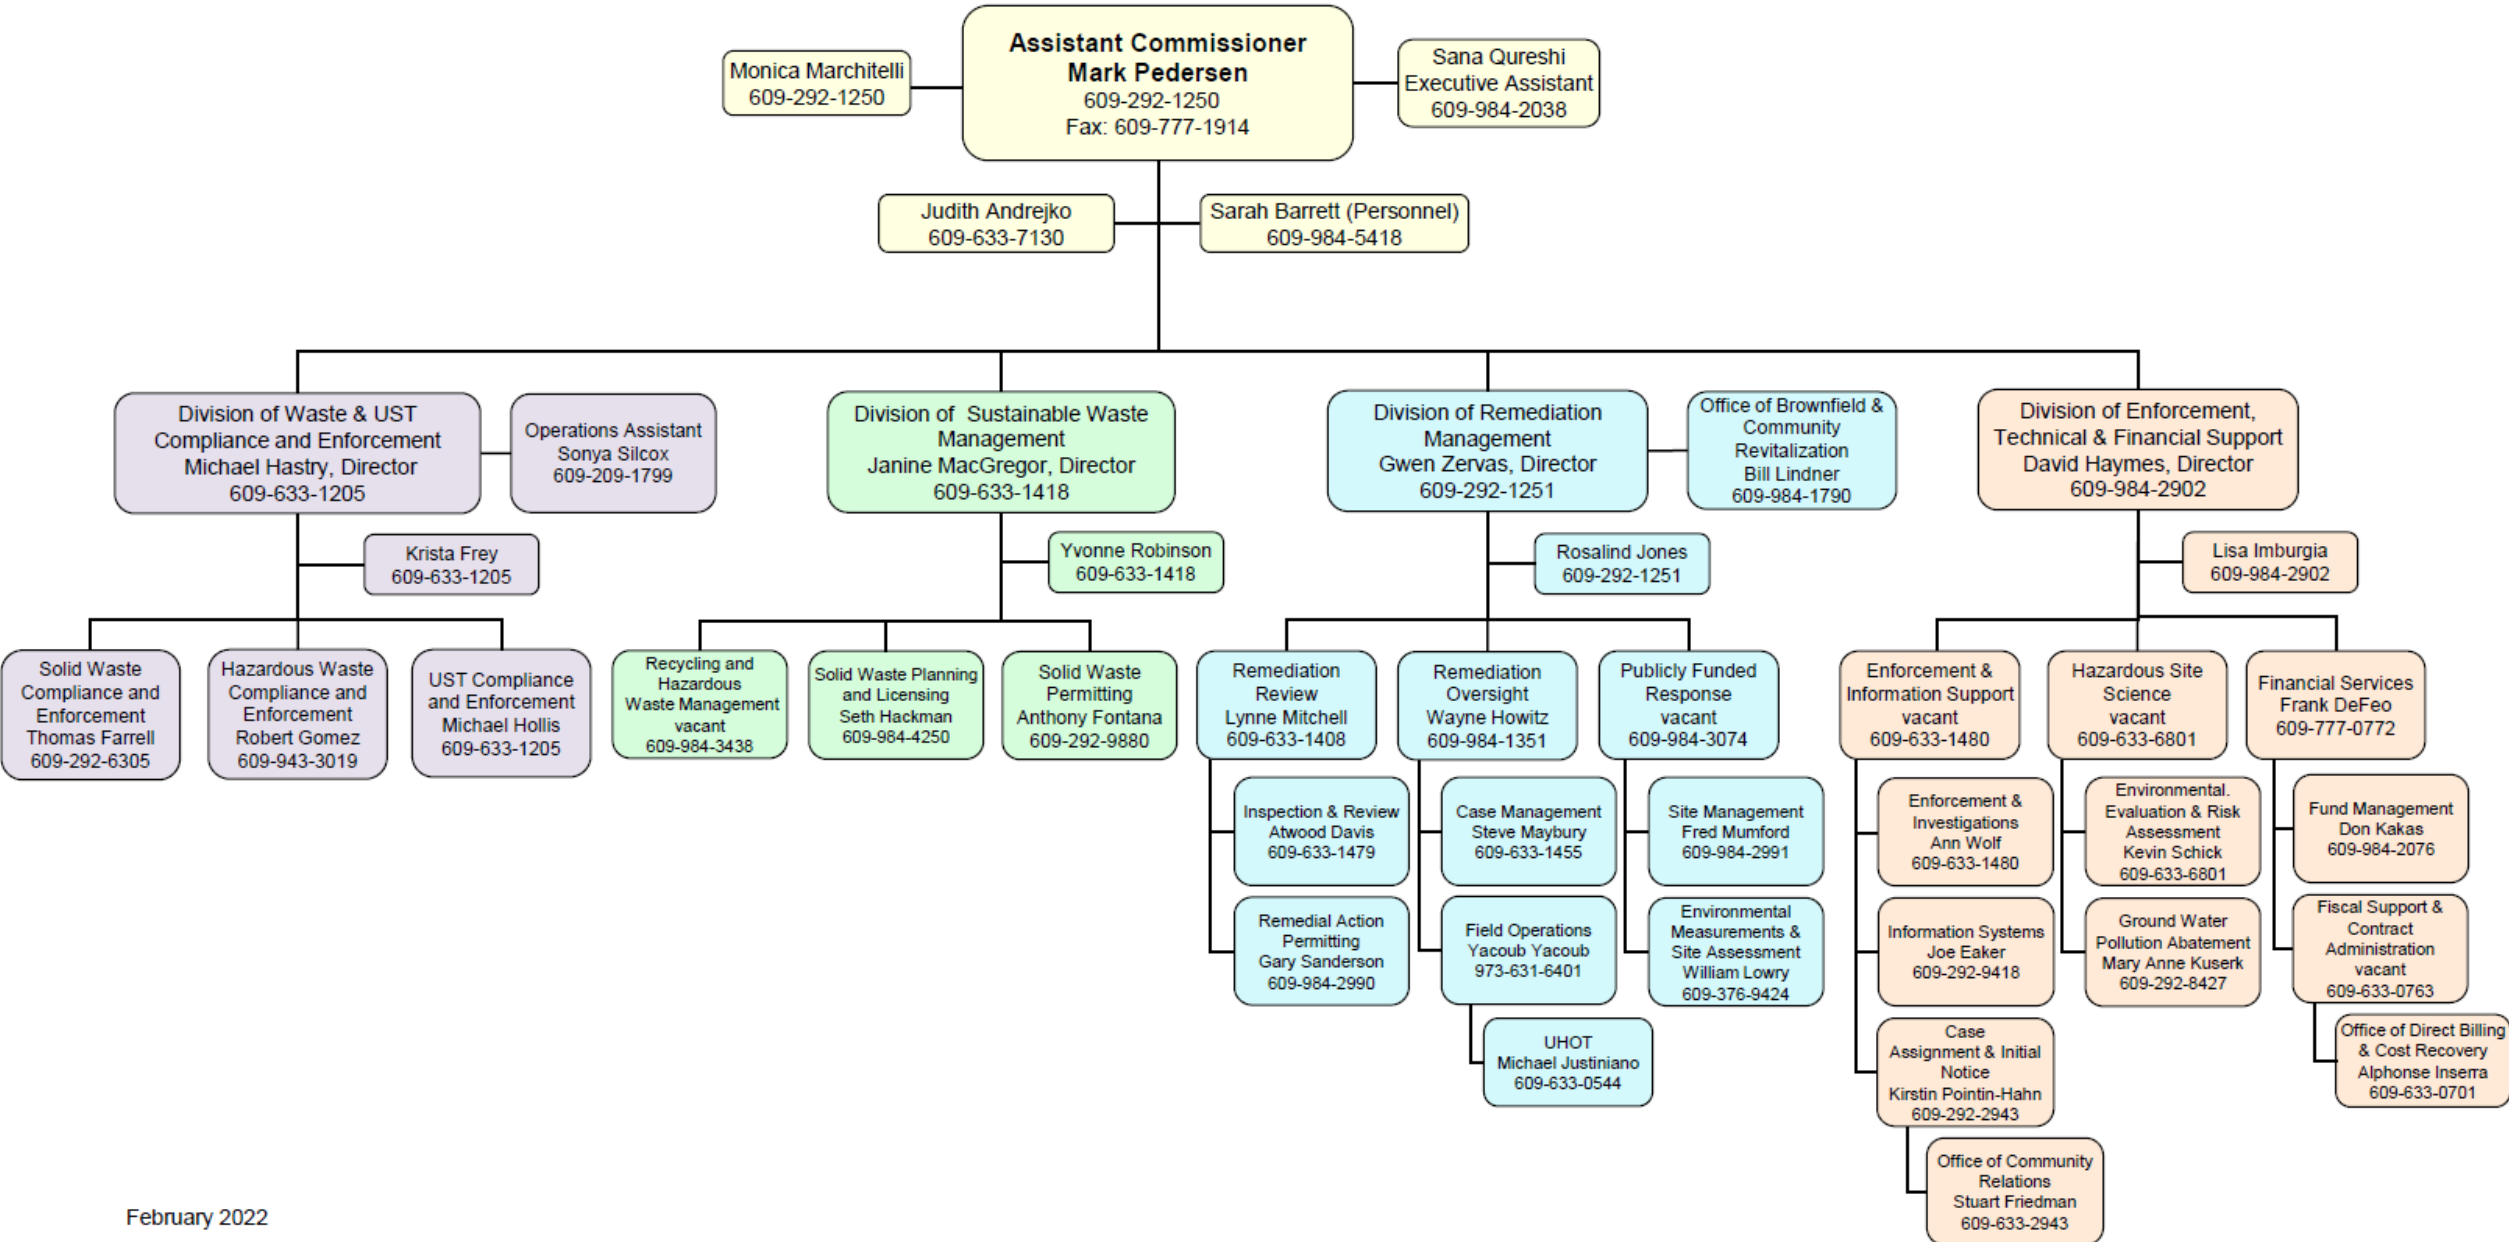 Assistant Commissioner
Mark Pedersen
609-292-1250
Fax: 609-777-1914
Monica Marchitelli
609-292-1250
Sana Qureshi
Executive Assistant
609-984-2038
Judith Andrejko
609-633-7130
Sarah Barrett (Personnel)
609-984-5418
Division of Waste & UST
Compliance and Enforcement
Michael Hastry, Director
609-633-1205
Operations Assistant
Sonya Silcox
609-209-1799
Krista Frey
609-633-1205
Solid Waste
Compliance and
Enforcement
Thomas Farrell
609-292-6305
Hazardous Waste
Compliance and
Enforcement
Robert Gomez
609-943-3019
UST Compliance
and Enforcement
Michael Hollis
609-633-1205
Division of Sustainable Waste
Management
Janine MacGregor, Director
609-633-1418
Yvonne Robinson
609-633-1418
Recycling and
Hazardous
Waste Management
vacant
609-984-3438
Solid Waste Planning
and Licensing
Seth Hackman
609-984-4250
Solid Waste
Permitting
Anthony Fontana
609-292-9880
Division of Remediation
Management
Gwen Zervas, Director
609-292-1251
Office of Brownfield &
Community
Revitalization
Bill Lindner
609-984-1790
Rosalind Jones
609-292-1251
Remediation
Review
Lynne Mitchell
609-633-1408
Inspection & Review
Atwood Davis
609-633-1479
Remedial Action
Permitting
Gary Sanderson
609-984-2990
Remediation
Oversight
Wayne Howitz
609-984-1351
Case Management
Steve Maybury
609-633-1455
Field Operations
Yacoub Yacoub
973-631-6401
UHOT
Michael Justiniano
609-633-0544
Publicly Funded
Response
vacant
609-984-3074
Site Management
Fred Mumford
609-984-2991
Environmental
Measurements &
Site Assessment
William Lowry
609-376-9424
Division of Enforcement,
Technical & Financial Support
David Haymes, Director
609-984-2902
Lisa Imburgia
609-984-2902
Enforcement &
Information Support
vacant
609-633-1480
Enforcement &
Investigations
Ann Wolf
609-633-1480
Information Systems
Joe Eaker
609-292-9418
Case
Assignment & Initial
Notice
Kirstin Pointin-Hahn
609-292-2943
Office of Community
Relations
Stuart Friedman
609-633-2943
Hazardous Site
Science
vacant
609-633-6801
Environmental.
Evaluation & Risk
Assessment
Kevin Schick
609-633-6801
Ground Water
Pollution Abatement
Mary Anne Kuserk
609-292-8427
Financial Services
Frank DeFeo
609-777-0772
Fund Management
Don Kakas
609-984-2076
Fiscal Support &
Contract
Administration
vacant
609-633-0763
Office of Direct Billing
& Cost Recovery
Alphonse Inserra
609-633-0701
February 2022